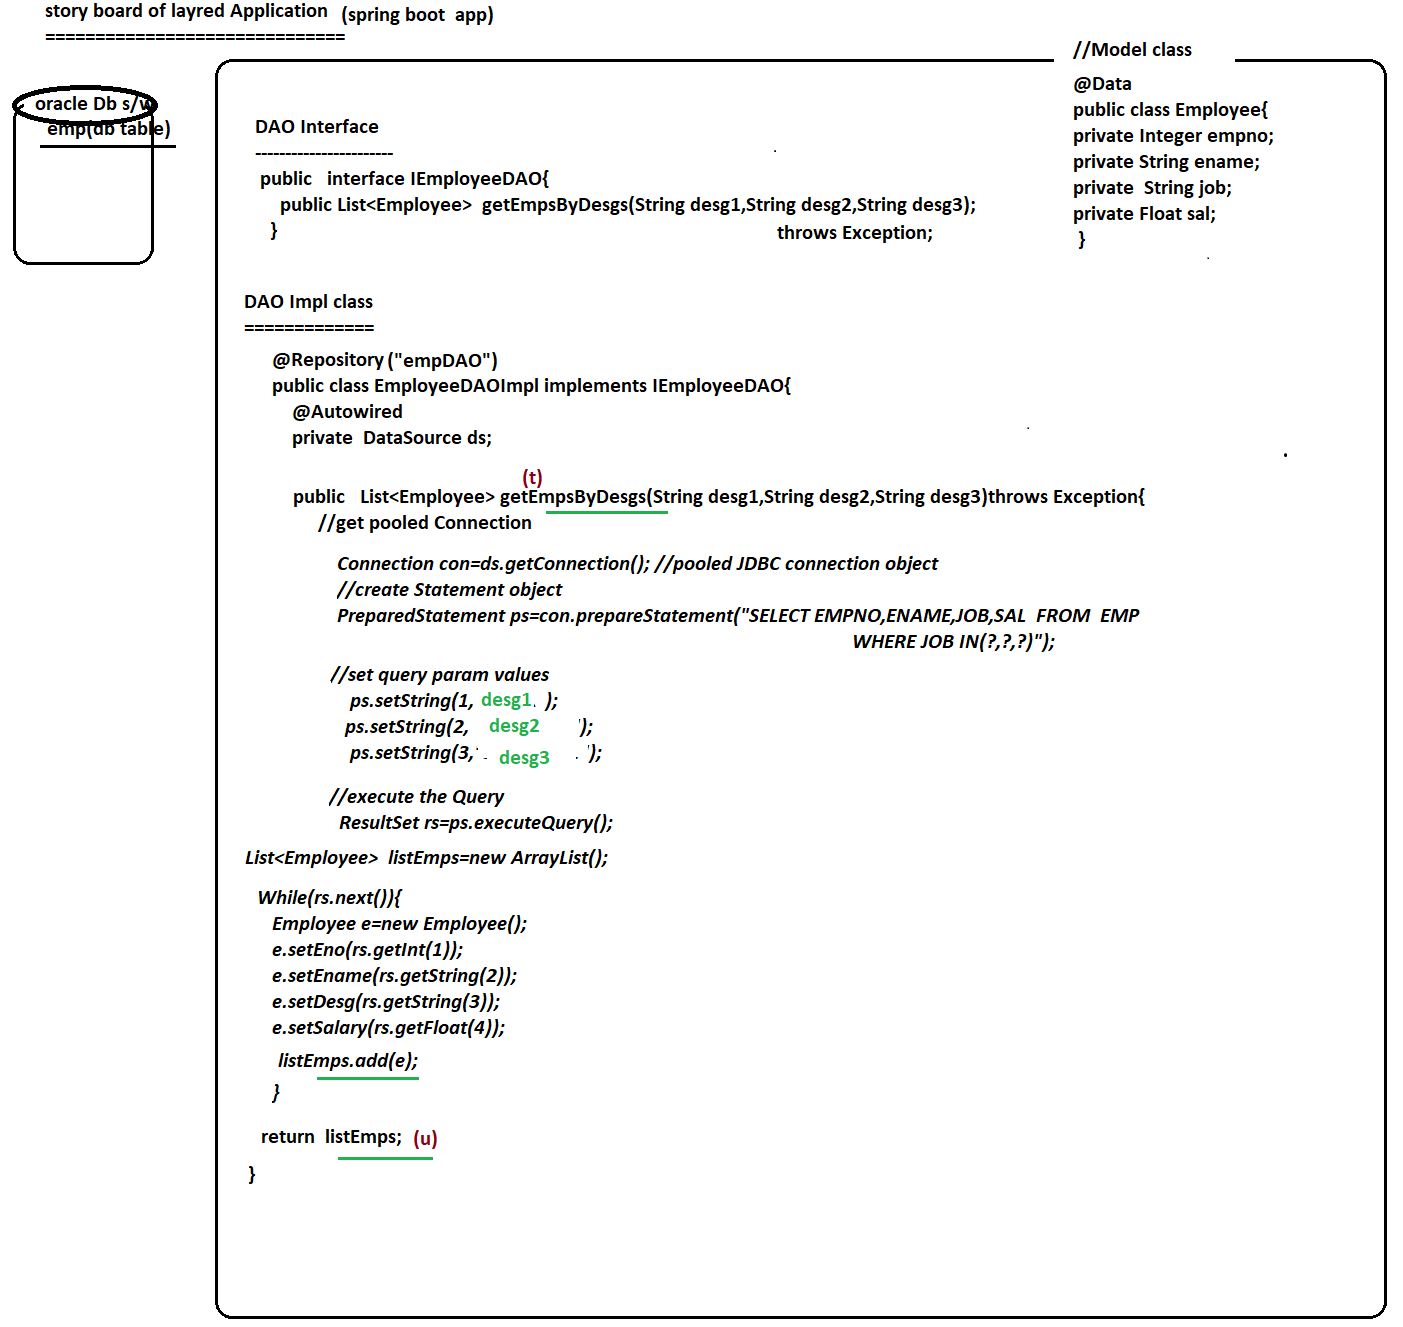 story board of layred Application (spring boot app)
==============================
oracle Db s/w
emp(db table)
//Model class
@Data
public class Employee{
private Integer empno;
private String ename;
private String job;
private Float sal;
}
DAO Interface
-----------------------
public interface IEmployeeDAO{
public List<Employee> getEmpsByDesgs(String desg1,String desg2,String desg3);
} throws Exception;
DAO Impl class
=============
@Repository ("empDAO")
public class EmployeeDAOImpl implements IEmployeeDAO{
@Autowired
private DataSource ds;
(t)
public List<Employee> getEmpsByDesgs(String desg1,String desg2,String desg3)throws Exception{
//get pooled Connection
Connection con=ds.getConnection(); //pooled JDBC connection object
//create Statement object
PreparedStatement ps=con.prepareStatement("SELECT EMPNO,ENAME,JOB,SAL FROM EMP
WHERE JOB IN(?,?,?)");
//set query param values
ps.setString(1, desg1 );
ps.setString(2, desg2 );
ps.setString(3, desg3 );
//execute the Query
ResultSet rs=ps.executeQuery();
List<Employee> listEmps=new ArrayList();
While(rs.next()){
Employee e=new Employee();
e.setEno(rs.getInt(1));
e.setEname(rs.getString(2));
e.setDesg(rs.getString(3));
e.setSalary(rs.getFloat(4));
listEmps.add(e);
}
return listEmps; (u)
}